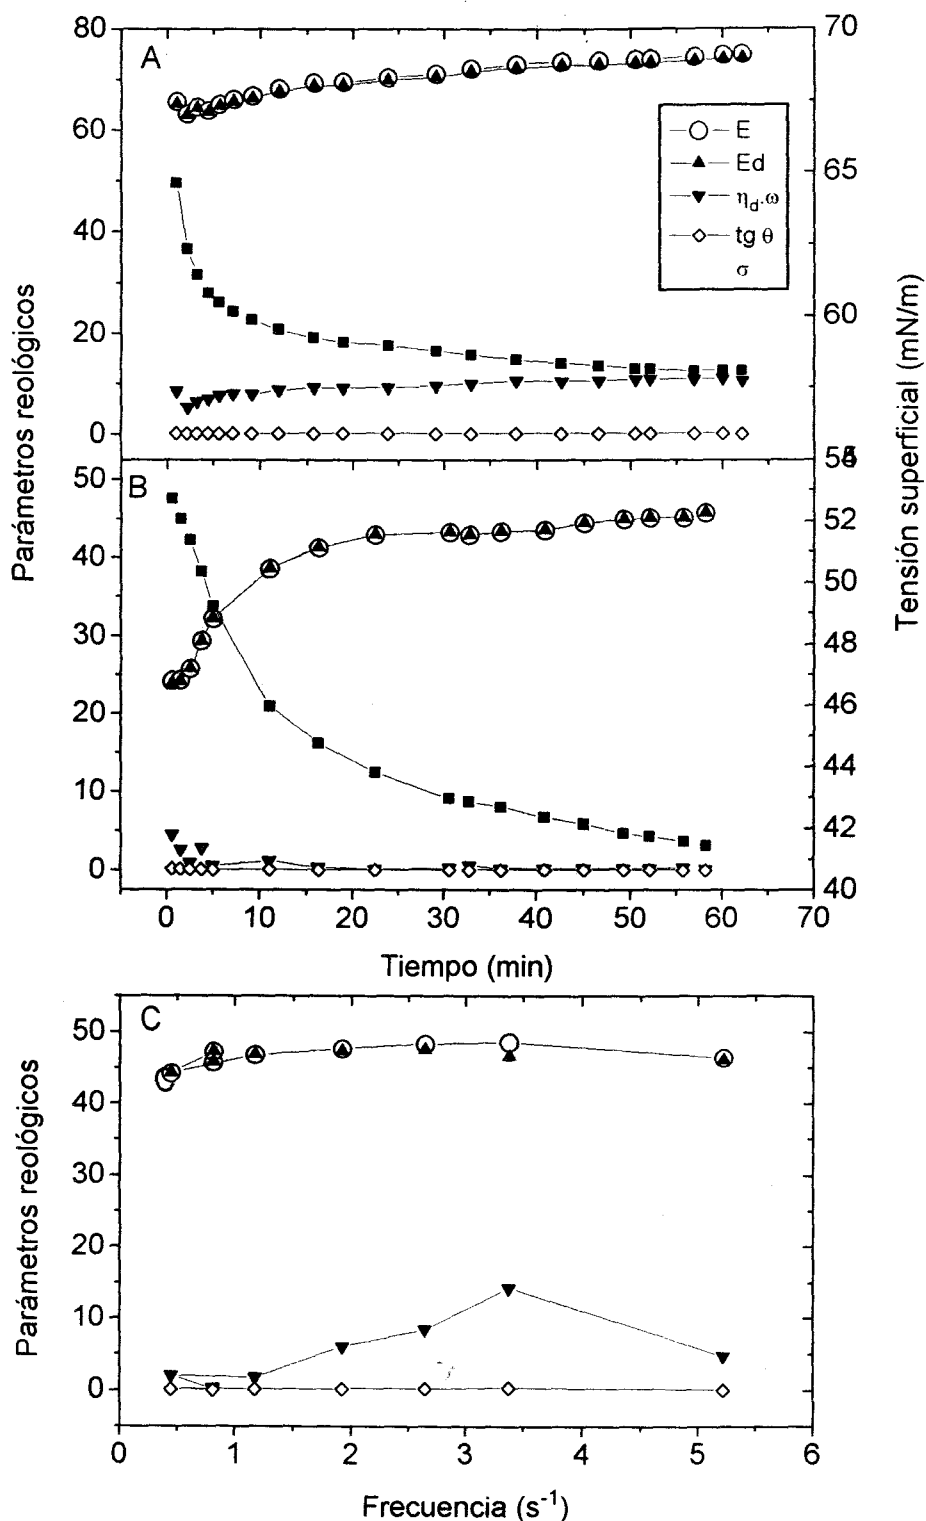 80
70
A
60
40
20
0
Parámetros reológicos
E
Ed
ηd.ω
tg θ
σ
65
60
Tensión superficial (mN/m)
B
50
40
30
20
10
0
52
50
48
46
44
42
40
0 10 20 30 40 50 60 70
Tiempo (min)
C
50
40
30
20
10
0
Parámetros reológicos
0 1 2 3 4 5 6
Frecuencia (s-1)